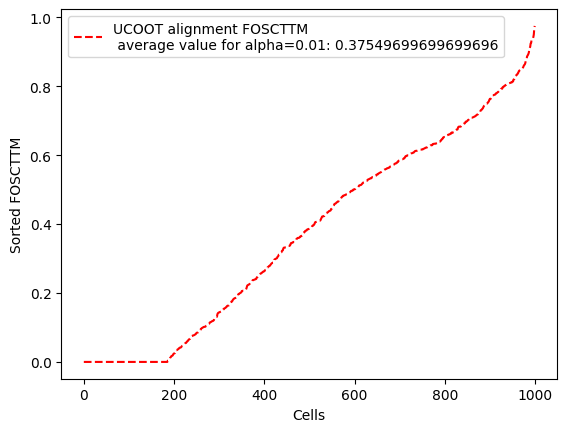 UCOOT alignment FOSCTTM
average value for alpha=0.01: 0.37549699699699696
1.0
0.8
0.6
0.4
0.2
0.0
Sorted FOSCTTM
0 200 400 600 800 1000
Cells